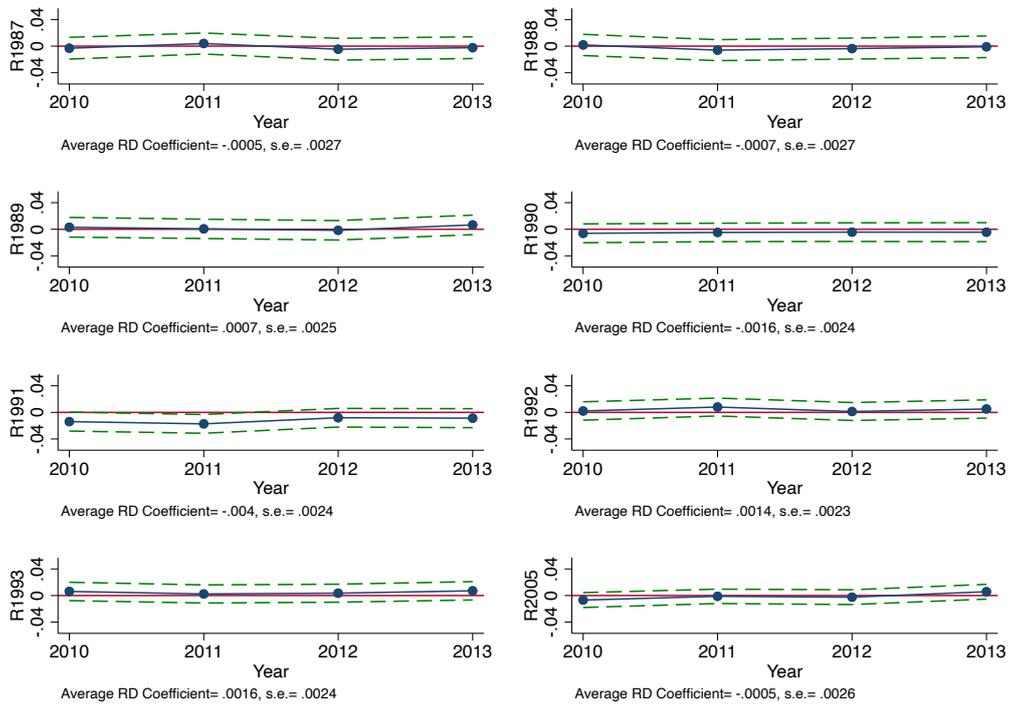 R1987
.04
0
-.04
2010 2011 2012 2013
Year
Average RD Coefficient= -.0005, s.e.= .0027
R1988
.04
0
-.04
2010 2011 2012 2013
Year
Average RD Coefficient= -.0007, s.e.= .0027
R1989
.04
0
-.04
2010 2011 2012 2013
Year
Average RD Coefficient= .0007, s.e.= .0025
R1990
.04
0
-.04
2010 2011 2012 2013
Year
Average RD Coefficient= -.0016, s.e.= .0024
R1991
.04
0
-.04
2010 2011 2012 2013
Year
Average RD Coefficient= -.004, s.e.= .0024
R1992
.04
0
-.04
2010 2011 2012 2013
Year
Average RD Coefficient= .0014, s.e.= .0023
R1993
.04
0
-.04
2010 2011 2012 2013
Year
Average RD Coefficient= .0016, s.e.= .0024
R2005
.04
0
-.04
2010 2011 2012 2013
Year
Average RD Coefficient= -.0005, s.e.= .0026